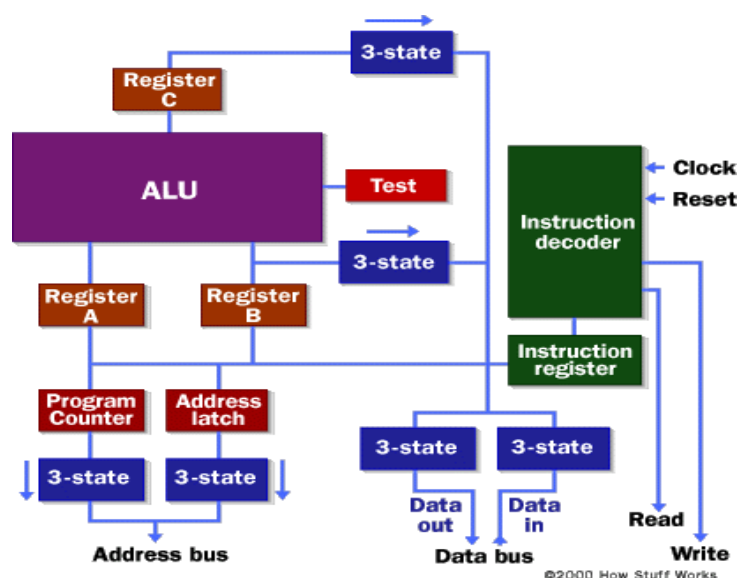 3-state
Register
C
ALU
Test
Clock
Reset
Instruction
decoder
3-state
Register
A
Register
B
Instruction
register
Program
Counter
Address
latch
3-state
3-state
3-state
3-state
Data
out
Data
in
Read
Address bus
Data bus
Write
©2000 How Stuff Works